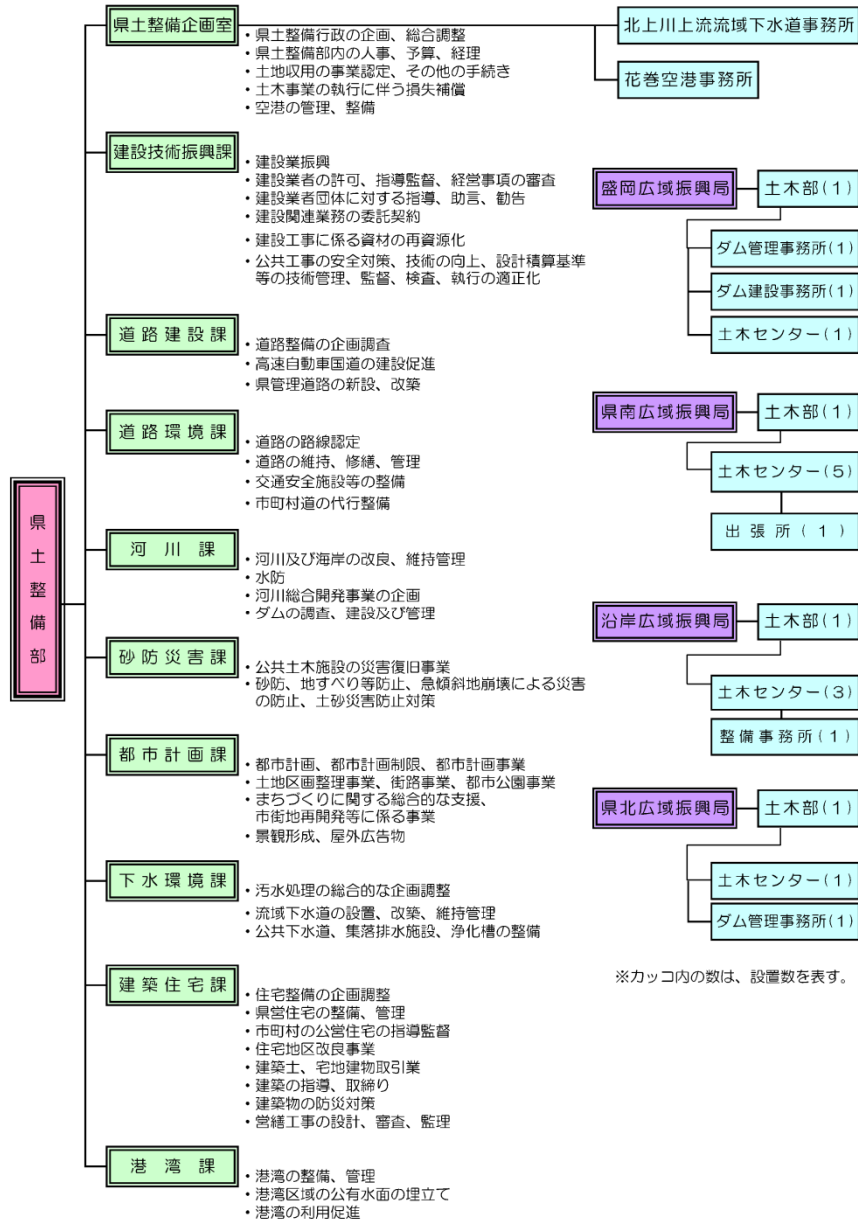 県土整備部
県土整備企画室
・県土整備行政の企画、総合調整
・県土整備部内の人事、予算、経理
・土地収用の事業認定、その他の手続き
・土木事業の執行に伴う損失補償
・空港の管理、整備
北上川上流流域下水道事務所
花巻空港事務所
建設技術振興課
・建設業振興
・建設業者の許可、指導監督、経営事項の審査
・建設業者団体に対する指導、助言、勧告
・建設関連業務の委託契約
・建設工事に係る資材の再資源化
・公共工事の安全対策、技術の向上、設計積算基準
等の技術管理、監督、検査、執行の適正化
道路建設課
・道路整備の企画調査
・高速自動車国道の建設促進
・県管理道路の新設、改築
道路環境課
・道路の路線認定
・道路の維持、修繕、管理
・交通安全施設等の整備
・市町村道の代行整備
河川課
・河川及び海岸の改良、維持管理
・水防
・河川総合開発事業の企画
・ダムの調査、建設及び管理
砂防災害課
・公共土木施設の災害復旧事業
・砂防、地すべり等防止、急傾斜地崩壊による災害
の防止、土砂災害防止対策
都市計画課
・都市計画、都市計画制限、都市計画事業
・土地区画整理事業、街路事業、都市公園事業
・まちづくりに関する総合的な支援、
市街地再開発等に係る事業
・景観形成、屋外広告物
下水環境課
・汚水処理の総合的な企画調整
・流域下水道の設置、改築、維持管理
・公共下水道、集落排水施設、浄化槽の整備
建築住宅課
・住宅整備の企画調整
・県営住宅の整備、管理
・市町村の公営住宅の指導監督
・住宅地区改良事業
・建築士、宅地建物取引業
・建築の指導、取締り
・建築物の防災対策
・営繕工事の設計、審査、監理
港湾課
・港湾の整備、管理
・港湾区域の公有水面の埋立て
・港湾の利用促進
盛岡広域振興局
土木部(1)
ダム管理事務所(1)
ダム建設事務所(1)
土木センター(1)
県南広域振興局
土木部(1)
土木センター(5)
出張所(1)
沿岸広域振興局
土木部(1)
土木センター(3)
整備事務所(1)
県北広域振興局
土木部(1)
土木センター(1)
ダム管理事務所(1)
※カッコ内の数は、設置数を表す。